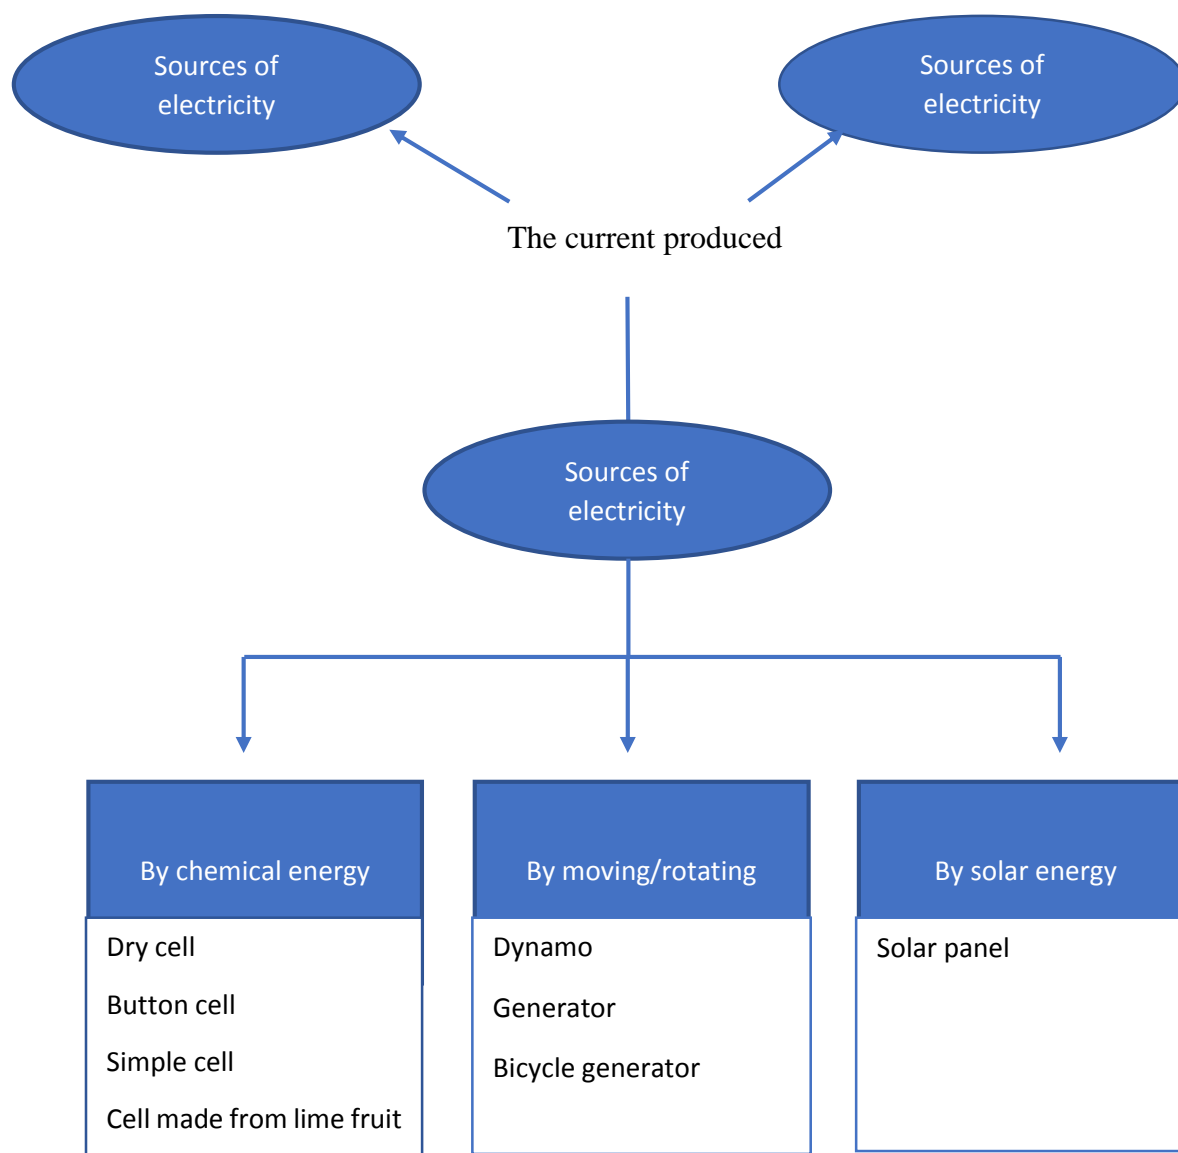 Sources of
electricity
Sources of
electricity
The current produced
Sources of
electricity
By chemical energy
By moving/rotating
By solar energy
Dry cell
Button cell
Simple cell
Cell made from lime fruit
Dynamo
Generator
Bicycle generator
Solar panel